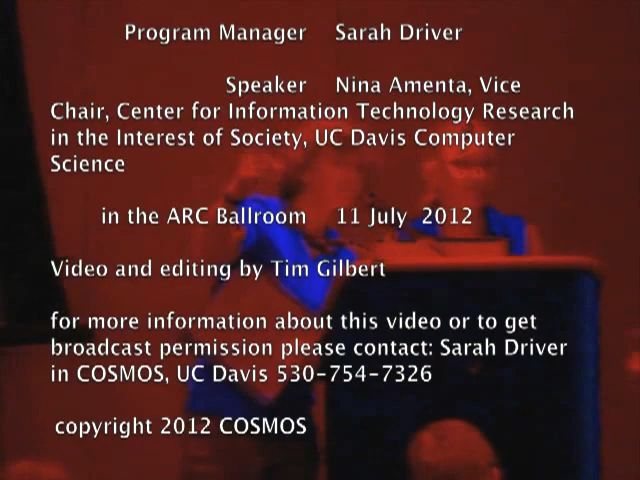 Program Manager Sarah Driver
Speaker Nina Amenta, Vice
Chair, Center for Information Technology Research
in the Interest of Society, UC Davis Computer
Science
in the ARC Ballroom 11 July 2012
Video and editing by Tim Gilbert
for more information about this video or to get
broadcast permission please contact: Sarah Driver
in COSMOS, UC Davis 530-754-7326
copyright 2012 COSMOS